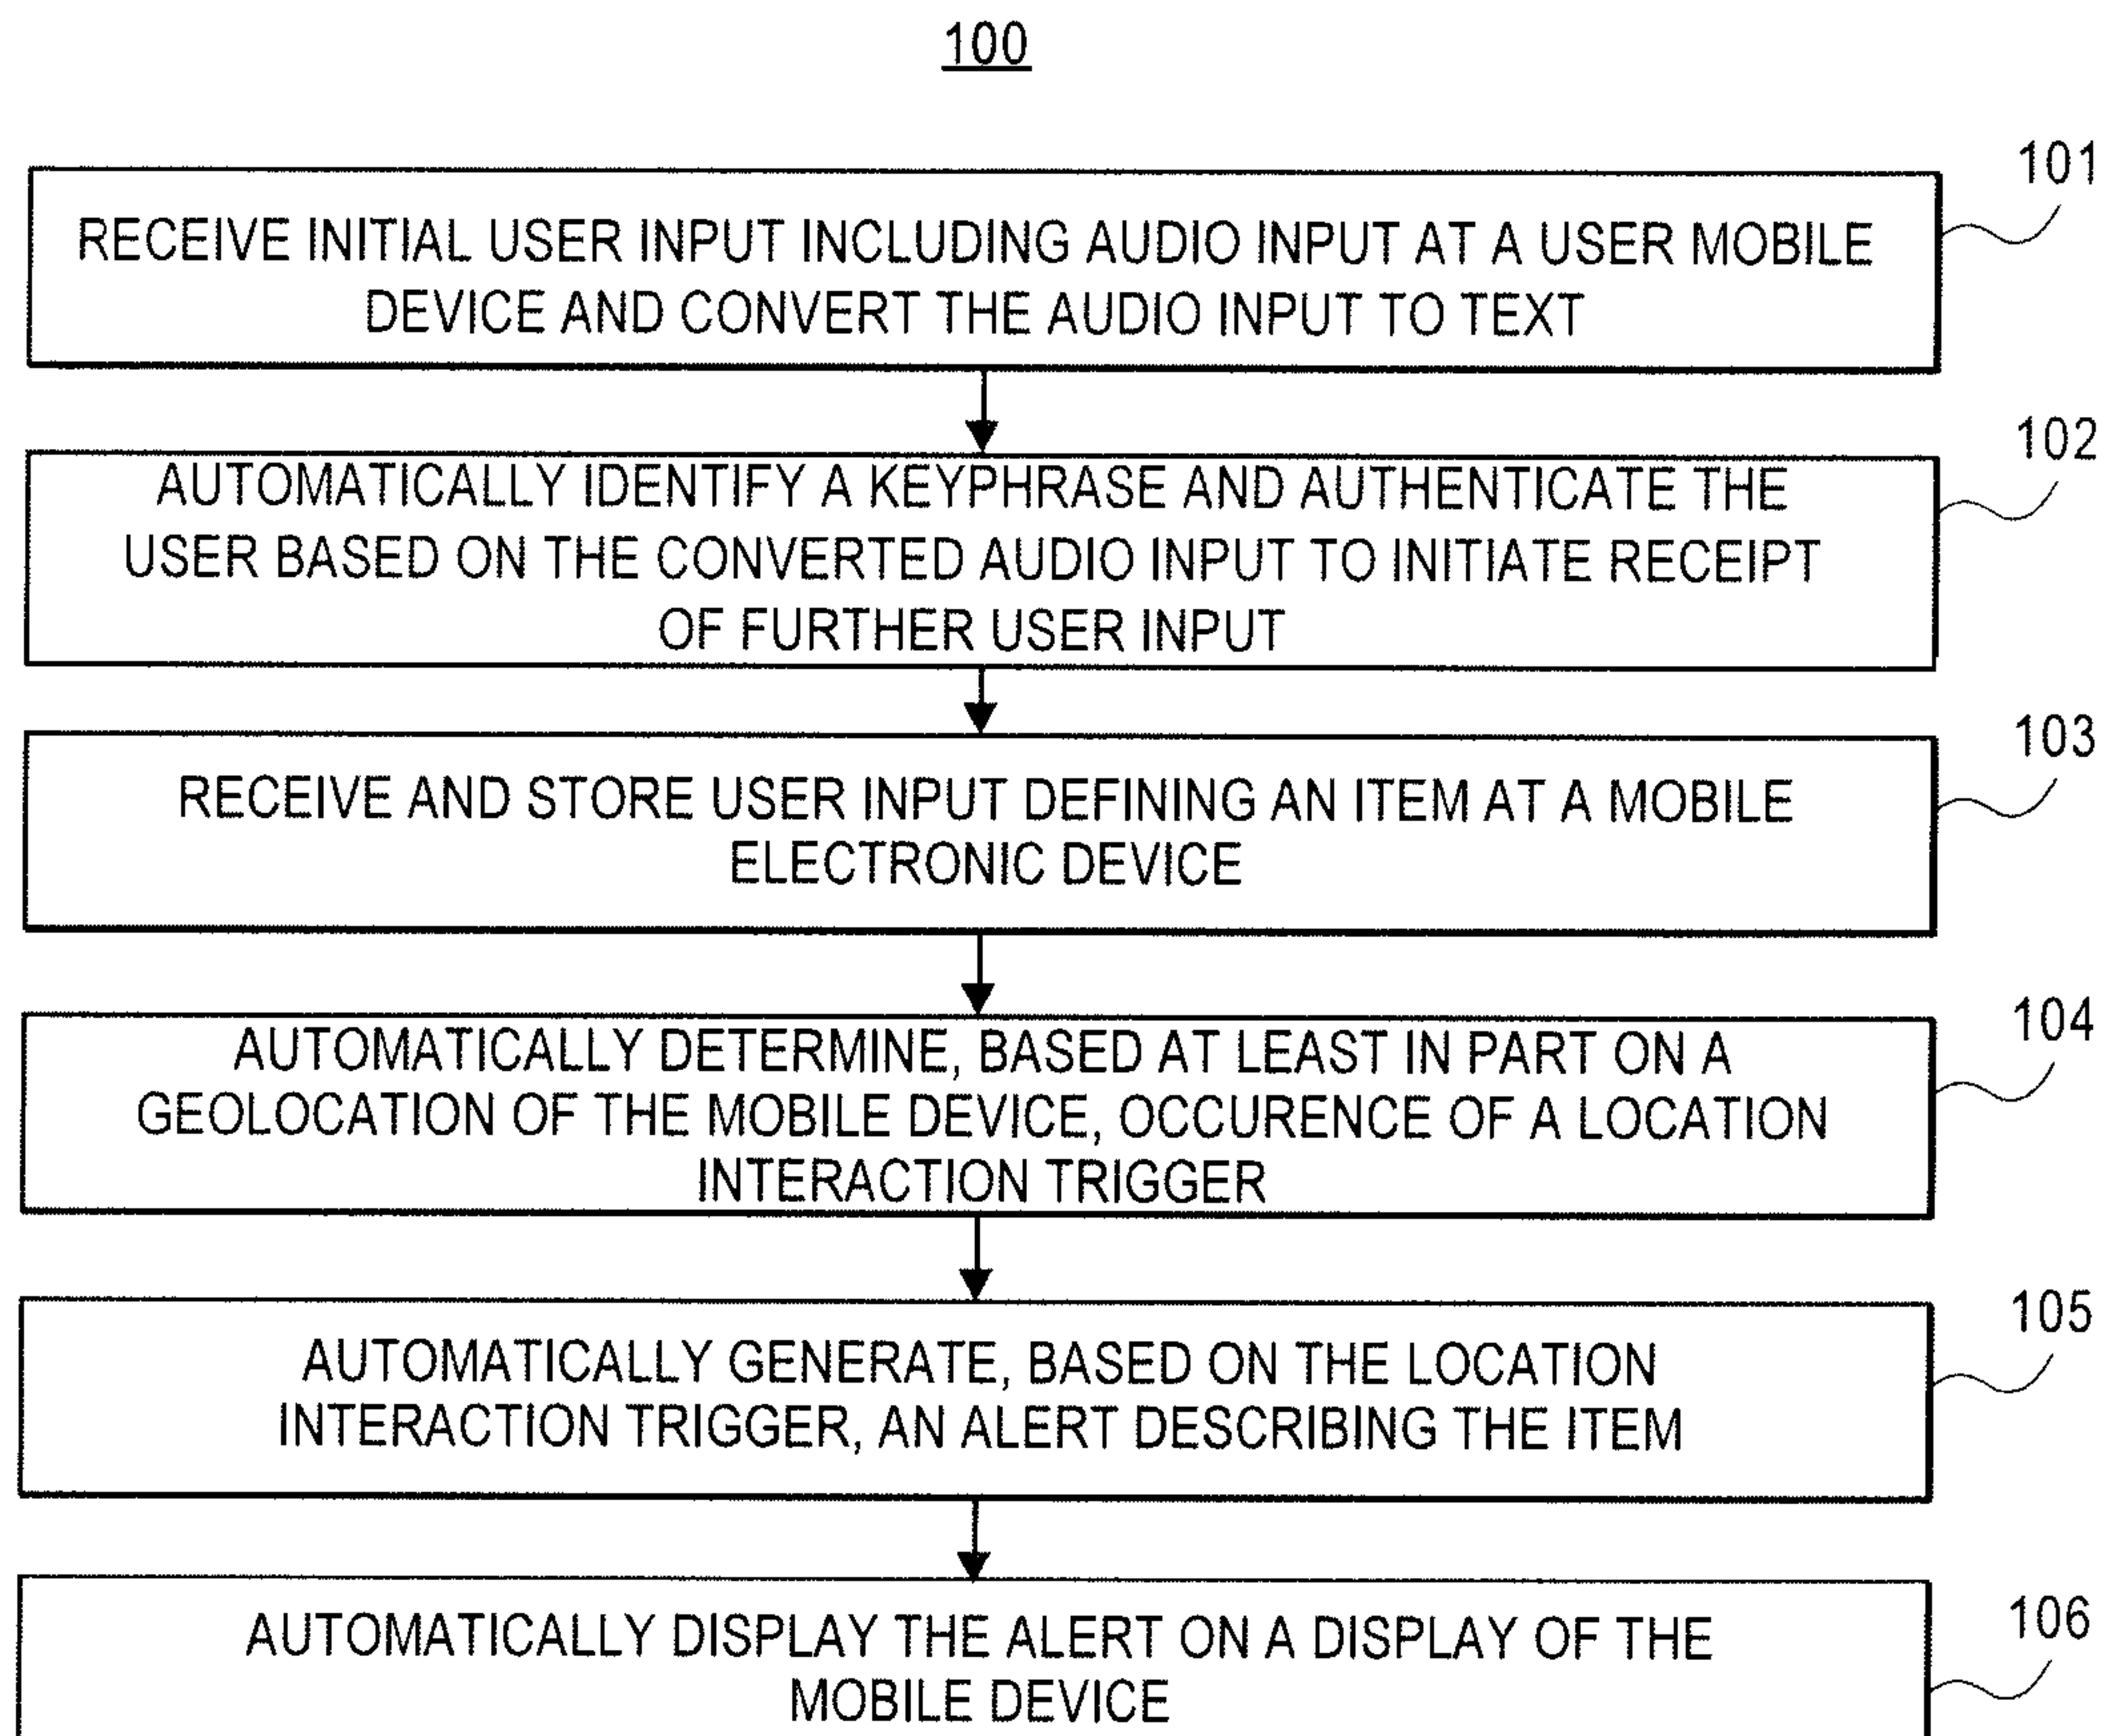 100
101
RECEIVE INITIAL USER INPUT INCLUDING AUDIO INPUT AT A USER MOBILE
DEVICE AND CONVERT THE AUDIO INPUT TO TEXT
102
AUTOMATICALLY IDENTIFY A KEYPHRASE AND AUTHENTICATE THE
USER BASED ON THE CONVERTED AUDIO INPUT TO INITIATE RECEIPT
OF FURTHER USER INPUT
103
RECEIVE AND STORE USER INPUT DEFINING AN ITEM AT A MOBILE
ELECTRONIC DEVICE
104
AUTOMATICALLY DETERMINE, BASED AT LEAST IN PART ON A
GEOLOCATION OF THE MOBILE DEVICE, OCCURENCE OF A LOCATION
INTERACTION TRIGGER
105
AUTOMATICALLY GENERATE, BASED ON THE LOCATION
INTERACTION TRIGGER, AN ALERT DESCRIBING THE ITEM
106
AUTOMATICALLY DISPLAY THE ALERT ON A DISPLAY OF THE
MOBILE DEVICE